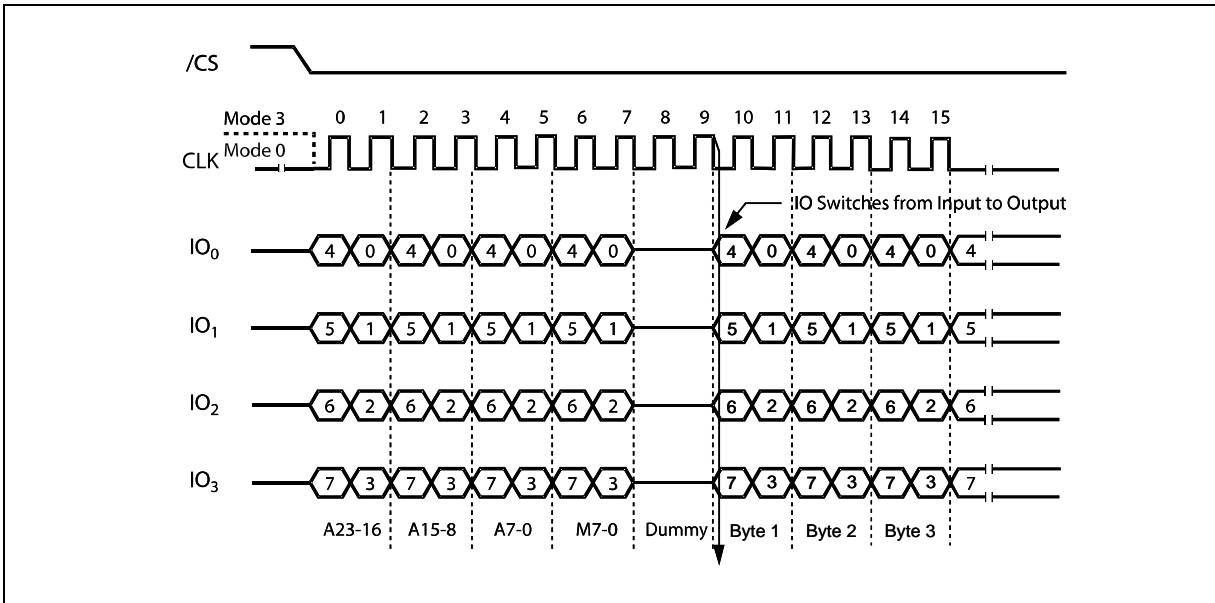 /CS
Mode 3 0 1 2 3 4 5 6 7 8 9 10 11 12 13 14 15
Mode 0
CLK
IO Switches from Input to Output
IO0 4 0 4 0 4 0 4 0 4 0 4 0 4 0 4
IO1 5 1 5 1 5 1 5 1 5 1 5 1 5 1 5
IO2 6 2 6 2 6 2 6 2 6 2 6 2 6 2 6
IO3 7 3 7 3 7 3 7 3 7 3 7 3 7 3 7
A23-16 A15-8 A7-0 M7-0 Dummy Byte 1 Byte 2 Byte 3